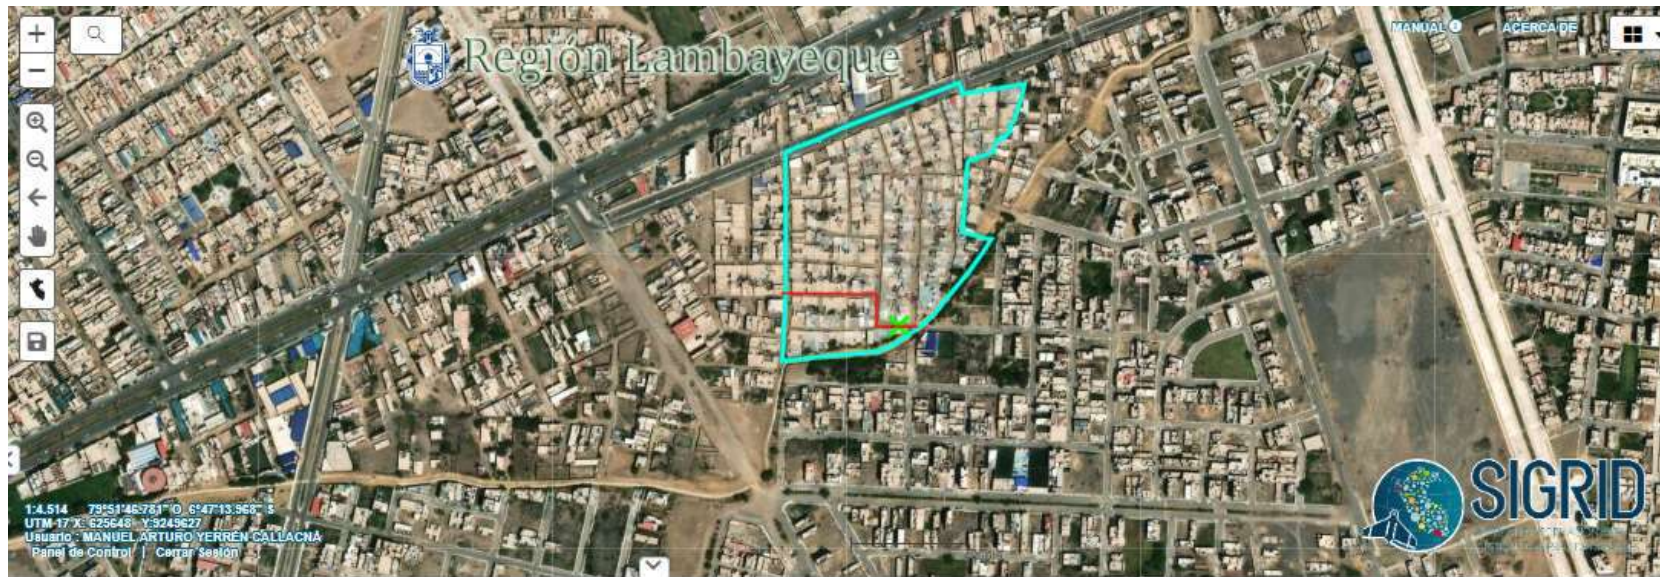 MANUAL
ACERCA DE
Región Lambayeque
SIGRID
1:4.514 79°51'46.781" O 6°47'13.968" S
UTM 17 X: 625648 Y:9249627
Usuario : MANUEL ARTURO YERRÉN CALLACNÁ
Panel de Control | Cerrar Sesión